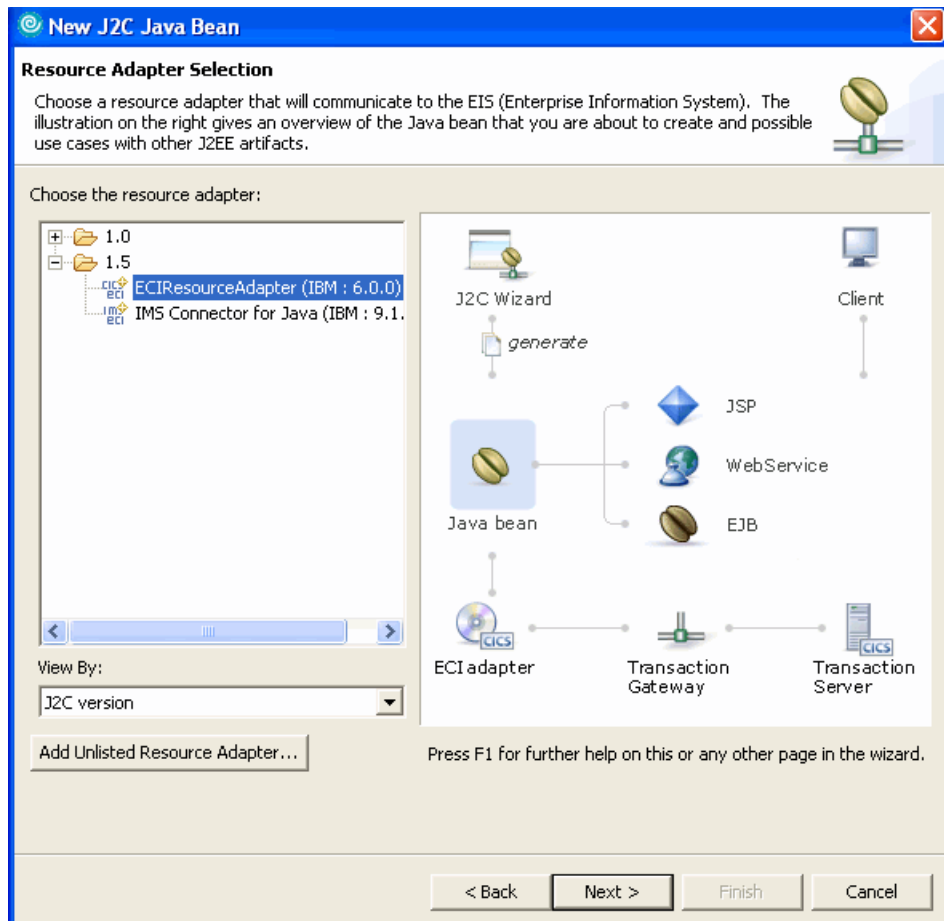 New J2C Java Bean
Resource Adapter Selection
Choose a resource adapter that will communicate to the EIS (Enterprise Information System). The
illustration on the right gives an overview of the Java bean that you are about to create and possible
use cases with other J2EE artifacts.
Choose the resource adapter:
1.0
1.5
ECIResourceAdapter (IBM : 6.0.0)
IMS Connector for Java (IBM : 9.1.
View By:
J2C version
Add Unlisted Resource Adapter...
J2C Wizard
Client
generate
JSP
WebService
Java bean
EJB
CICS
CICS
ECI adapter
Transaction
Gateway
Transaction
Server
Press F1 for further help on this or any other page in the wizard.
< Back
Next >
Finish
Cancel